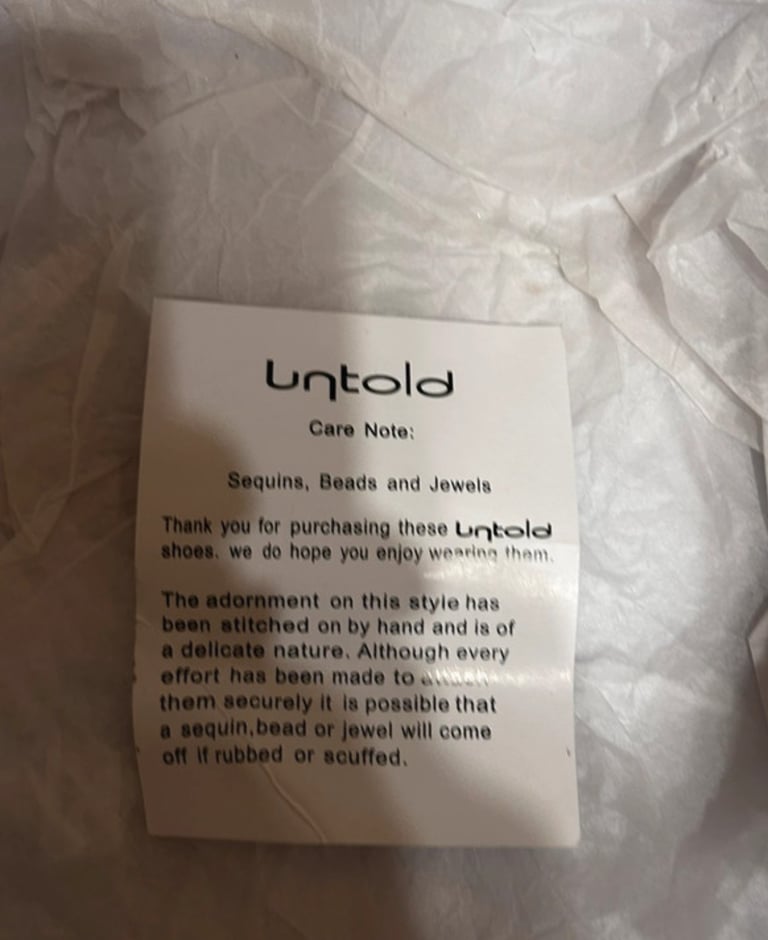 untold
Care Note:
Sequins, Beads and Jewels
Thank you for purchasing these untold
shoes. we do hope you enjoy wearing them.
The adornment on this style has
been stitched on by hand and is of
a delicate nature. Although every
effort has been made to
them securely it is possible that
a sequin,bead or jewel will come
off if rubbed or scuffed.